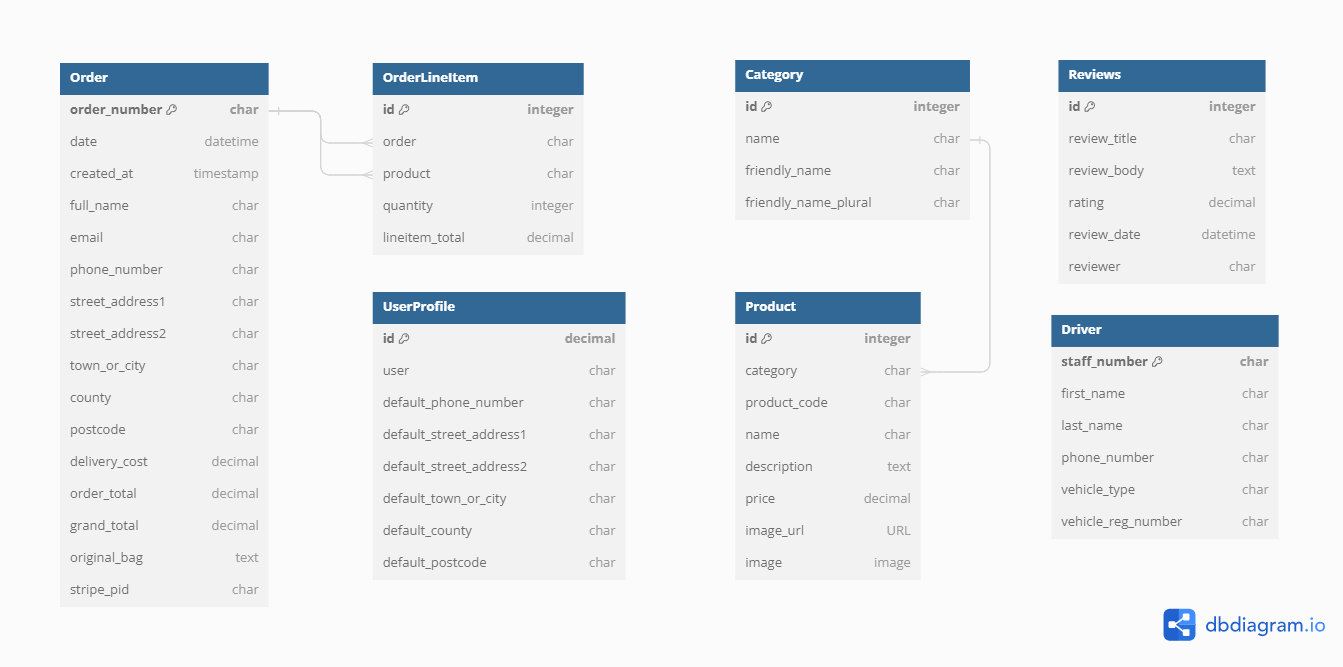 Order
order_number char
date datetime
created_at timestamp
full_name char
email char
phone_number char
street_address1 char
street_address2 char
town_or_city char
county char
postcode char
delivery_cost decimal
order_total decimal
grand_total decimal
original_bag text
stripe_pid char
OrderLineItem
id integer
order char
product char
quantity integer
lineitem_total decimal
UserProfile
id decimal
user char
default_phone_number char
default_street_address1 char
default_street_address2 char
default_town_or_city char
default_county char
default_postcode char
Category
id integer
name char
friendly_name char
friendly_name_plural char
Product
id integer
category char
product_code char
name char
description text
price decimal
image_url URL
image image
Reviews
id integer
review_title char
review_body text
rating decimal
review_date datetime
reviewer char
Driver
staff_number char
first_name char
last_name char
phone_number char
vehicle_type char
vehicle_reg_number char
dbdiagram.io